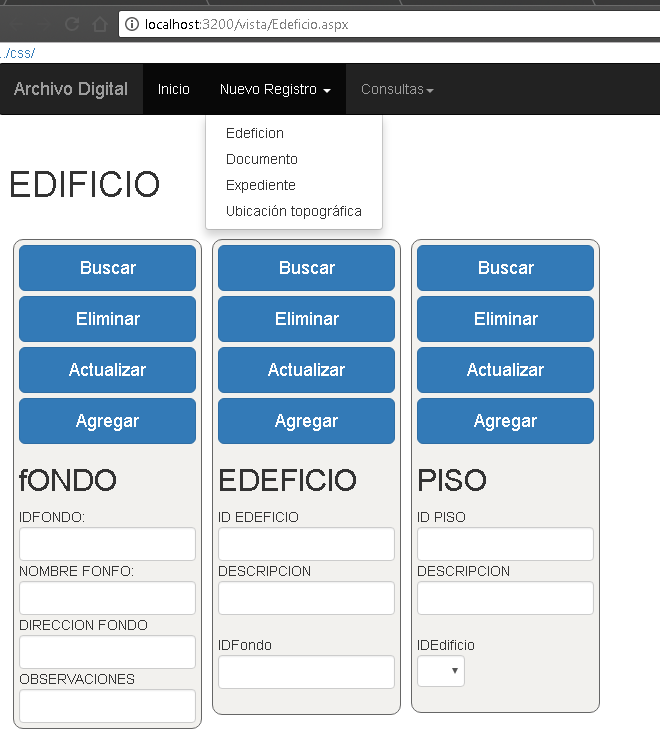 localhost:3200/vista/Edeficio.aspx
../css/
Archivo Digital Inicio Nuevo Registro Consultas
Edeficion
Documento
Expediente
Ubicación topográfica
EDIFICIO
Buscar
Eliminar
Actualizar
Agregar
fONDO
IDFONDO:
NOMBRE FONFO:
DIRECCION FONDO
OBSERVACIONES
Buscar
Eliminar
Actualizar
Agregar
EDEFICIO
ID EDEFICIO
DESCRIPCION
IDFondo
Buscar
Eliminar
Actualizar
Agregar
PISO
ID PISO
DESCRIPCION
IDEdificio